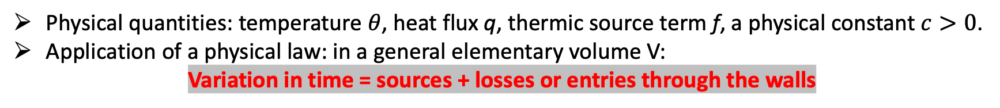 ➢ Physical quantities: temperature θ, heat flux q, thermic source term f, a physical constant c > 0.
➢ Application of a physical law: in a general elementary volume V:
Variation in time = sources + losses or entries through the walls